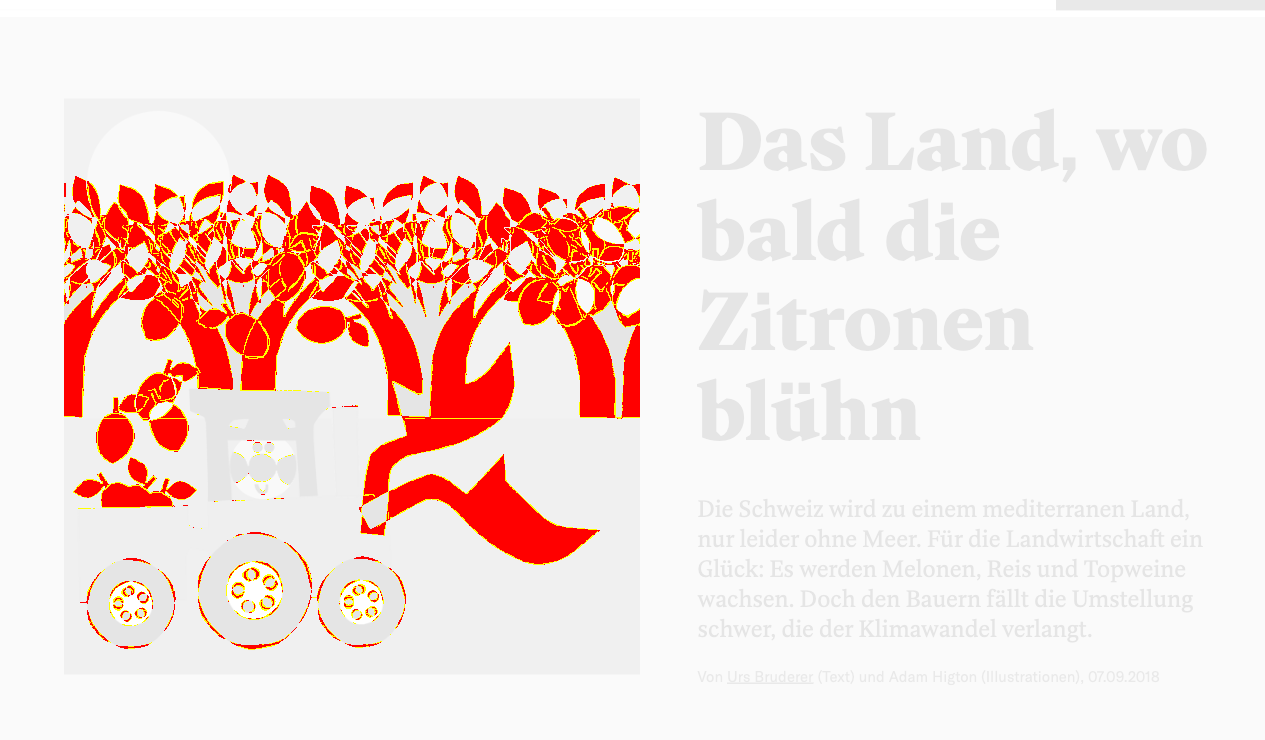 Das Land, wo
bald die
Zitronen
blühn
Die Schweiz wird zu einem mediterranen Land,
nur leider ohne Meer. Für die Landwirtschaft ein
Glück: Es werden Melonen, Reis und Topweine
wachsen. Doch den Bauern fällt die Umstellung
schwer, die der Klimawandel verlangt.
Von Urs Bruderer (Text) und Adam Higton (Illustrationen), 07.09.2018